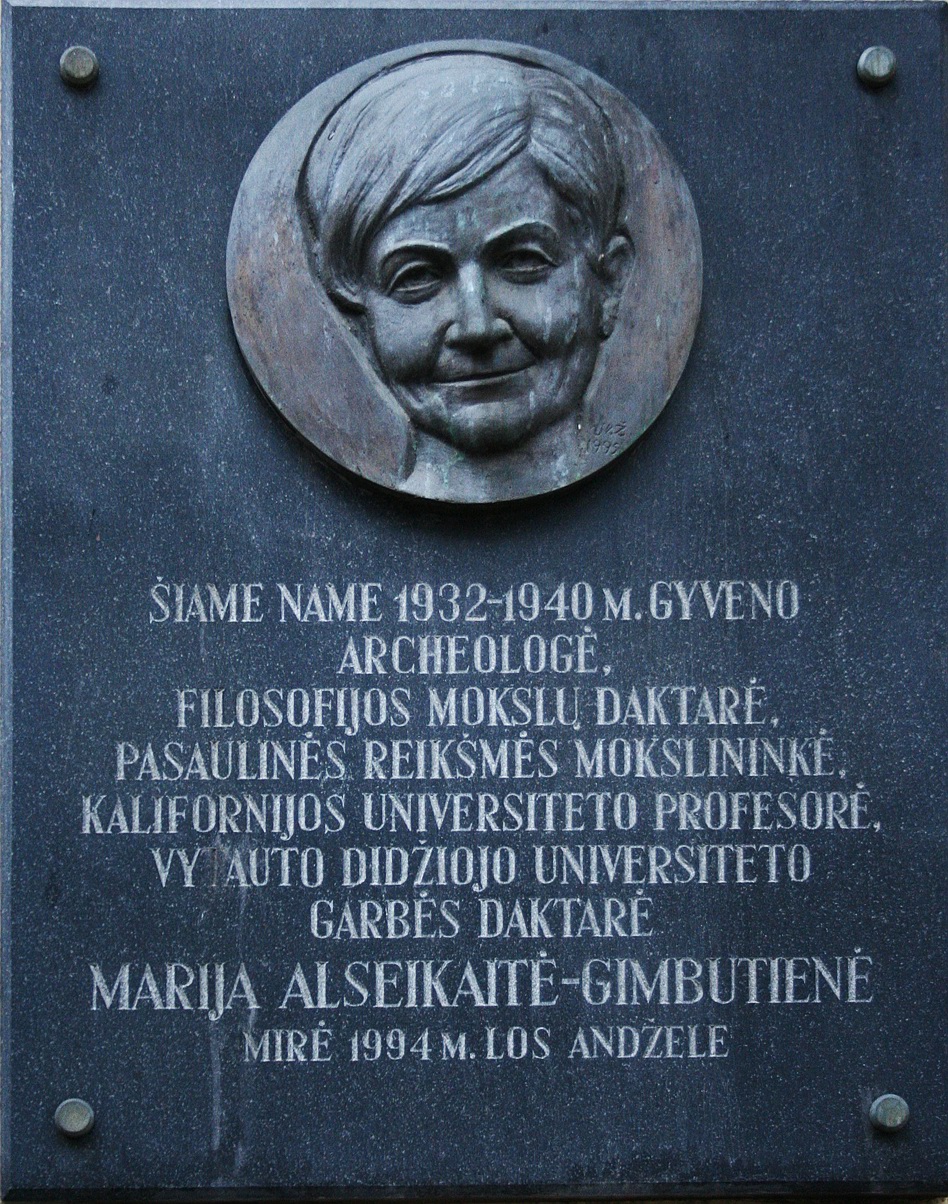 ŠIAME NAME 1932-1940 M. GYVENO
ARCHEOLOGĖ,
FILOSOFIJOS MOKSLŲ DAKTARĖ,
PASAULINĖS REIKŠMĖS MOKSLININKĖ,
KALIFORNIJOS UNIVERSITETO PROFESORĖ,
VYTAUTO DIDŽIOJO UNIVERSITETO
GARBĖS DAKTARĖ
MARIJA ALSEIKAITĖ-GIMBUTIENĖ
MIRĖ 1994 M. LOS ANDŽELE